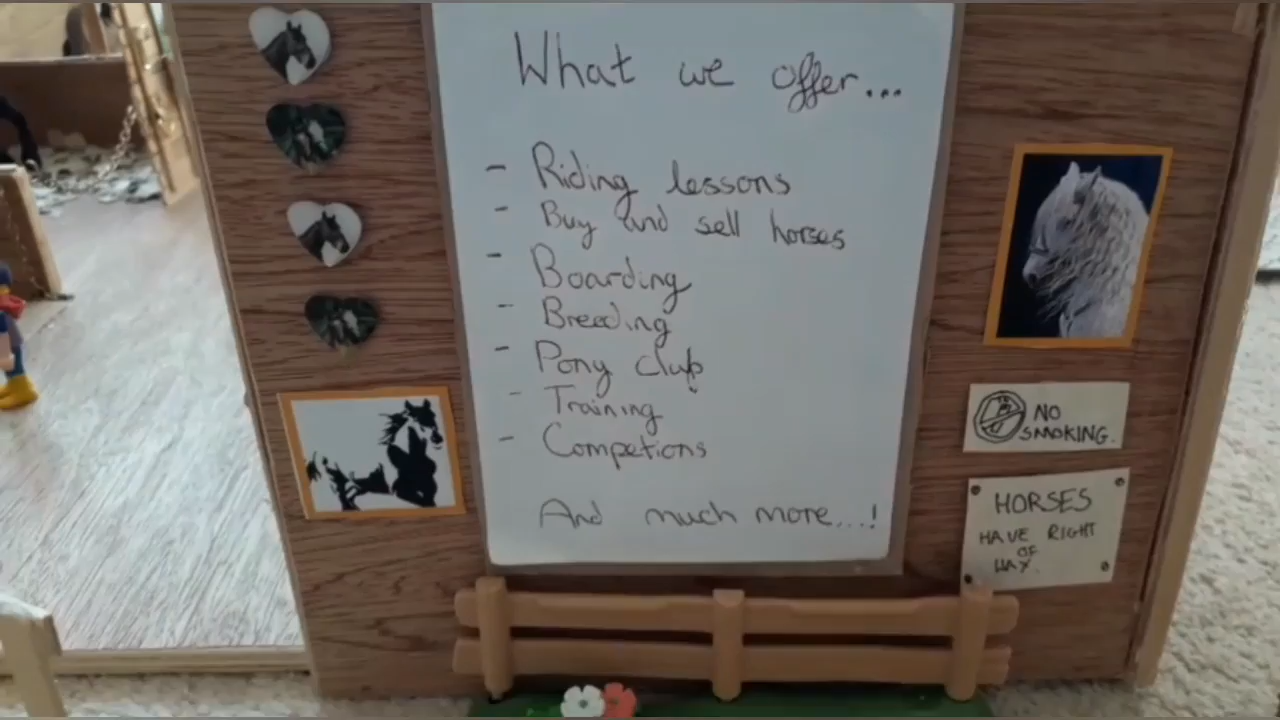 What we offer...
- Riding lessons
- Buy and sell horses
- Boarding
- Breeding
- Pony club
- Training
- Competions
And much more...!
NO
SMOKING.
HORSES
HAVE RIGHT
OF
WAY.